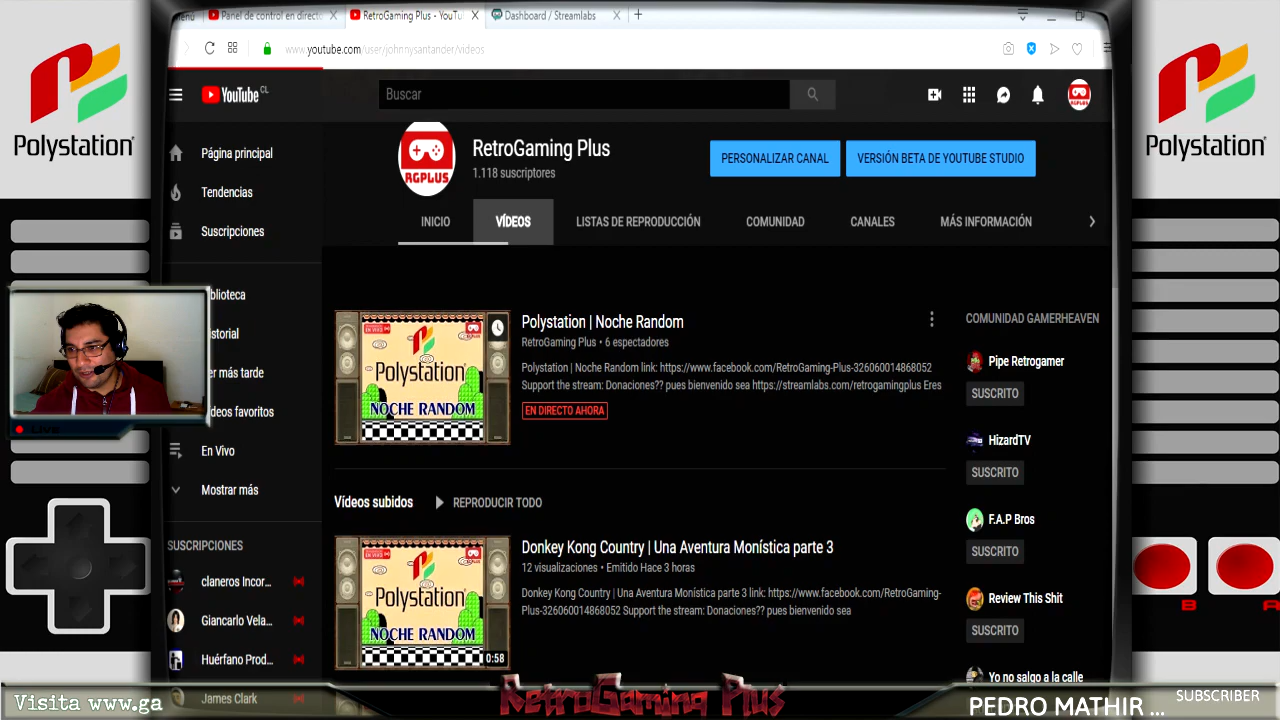 Panel de control en directo
RetroGaming Plus - YouTu
Dashboard / Streamlabs
www.youtube.com/user/johnnysantander/videos
YouTube CL
Buscar
RGPLUS
Polystation
Polystation
Página principal
Tendencias
Suscripciones
blioteca
storial
er más tarde
deos favoritos
En Vivo
Mostrar más
SUSCRIPCIONES
claneros Incor...
Giancarlo Vela...
Huérfano Prod...
James Clark
RGPLUS
RetroGaming Plus
1.118 suscriptores
PERSONALIZAR CANAL
VERSIÓN BETA DE YOUTUBE STUDIO
INICIO
VÍDEOS
LISTAS DE REPRODUCCIÓN
COMUNIDAD
CANALES
MÁS INFORMACIÓN
Polystation
NOCHE RANDOM
Polystation | Noche Random
RetroGaming Plus • 6 espectadores
Polystation | Noche Random link: https://www.facebook.com/RetroGaming-Plus-326060014868052
Support the stream: Donaciones?? pues bienvenido sea https://streamlabs.com/retrogamingplus Eres
EN DIRECTO AHORA
Vídeos subidos
REPRODUCIR TODO
Polystation
NOCHE RANDOM
0:58
Donkey Kong Country | Una Aventura Monística parte 3
12 visualizaciones • Emitido Hace 3 horas
Donkey Kong Country | Una Aventura Monística parte 3 link: https://www.facebook.com/RetroGaming-
Plus-326060014868052 Support the stream: Donaciones?? pues bienvenido sea
COMUNIDAD GAMERHEAVEN
Pipe Retrogamer
SUSCRITO
HizardTV
SUSCRITO
F.A.P Bros
SUSCRITO
Review This Shit
SUSCRITO
Yo no salgo a la calle
LIVE
B
A
Visita www.ga
RetroGaming Plus
PEDRO MATHIR ...
SUBSCRIBER